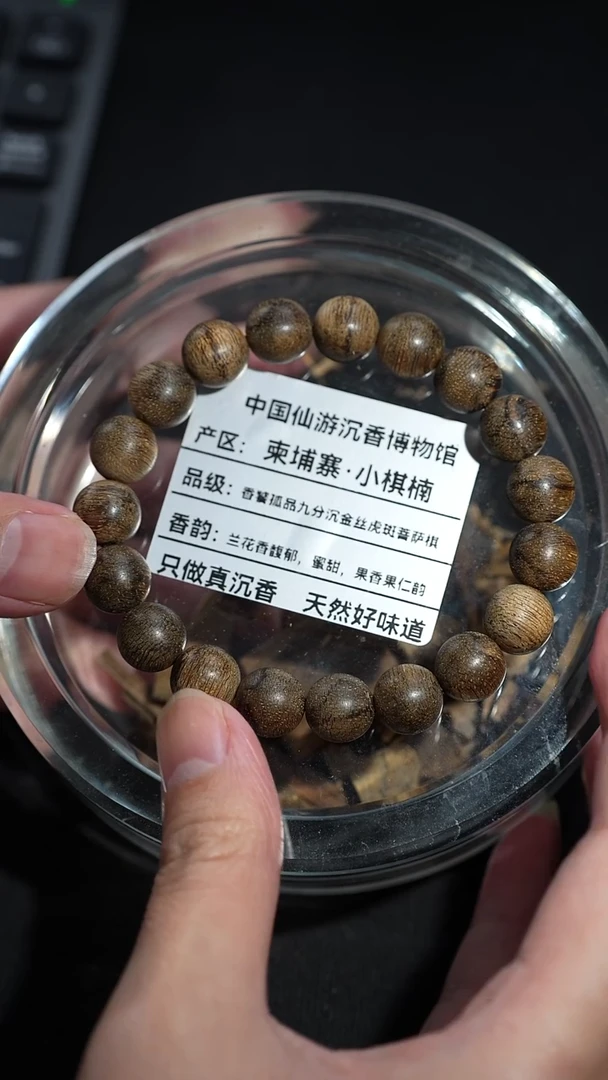 中国仙游沉香博物馆
产区：柬埔寨·小棋楠
品级：香饕孤品九分沉金丝虎斑菩萨棋
香韵：兰花香馥郁，蜜甜，果香果仁韵
只做真沉香 天然好味道